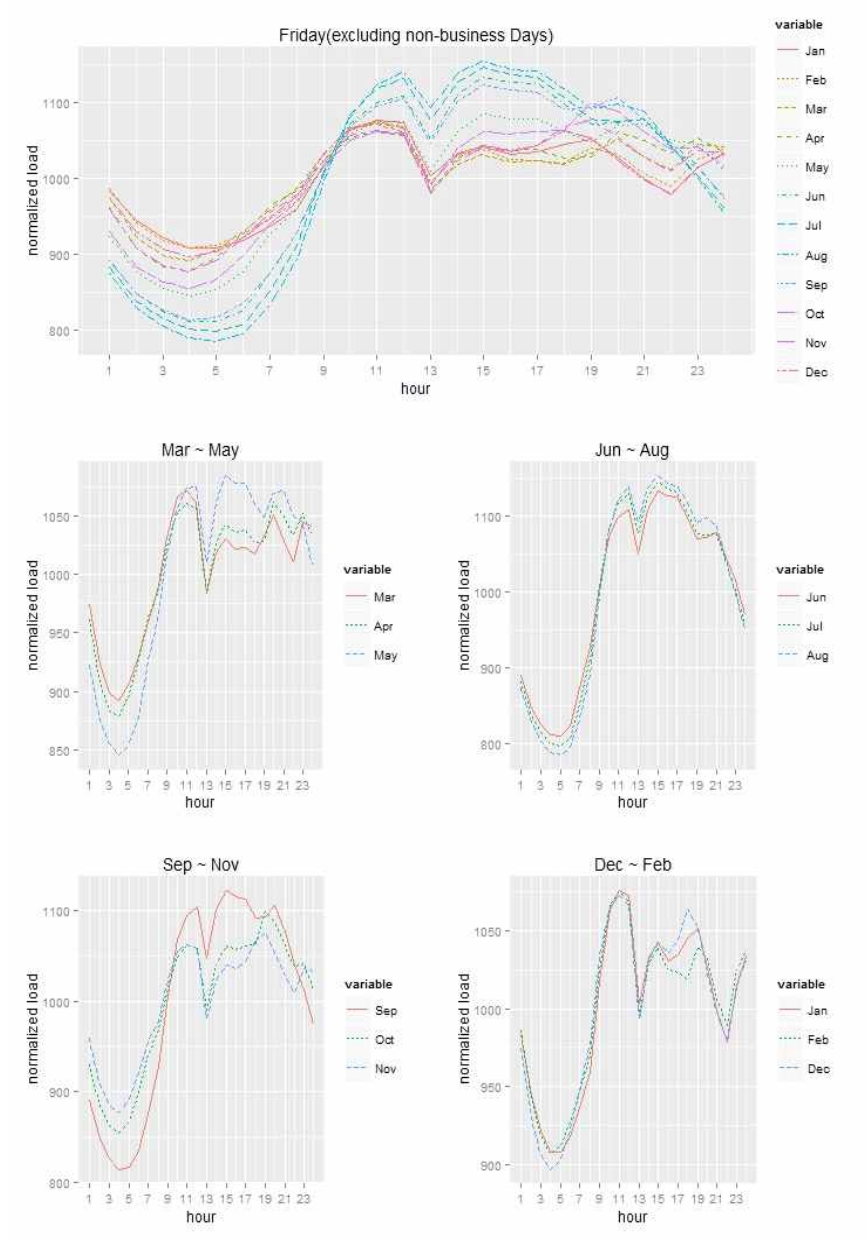 Friday(excluding non-business Days)
normalized load
1100
1000
900
800
1 3 5 7 9 11 13 15 17 19 21 23
hour
variable
Jan
Feb
Mar
Apr
May
Jun
Jul
Aug
Sep
Oct
Nov
Dec
Mar ~ May
normalized load
1050
1000
950
900
850
1 3 5 7 9 11 13 15 17 19 21 23
hour
variable
Mar
Apr
May
Jun ~ Aug
normalized load
1100
1000
900
800
1 3 5 7 9 11 13 15 17 19 21 23
hour
variable
Jun
Jul
Aug
Sep ~ Nov
normalized load
1100
1000
900
800
1 3 5 7 9 11 13 15 17 19 21 23
hour
variable
Sep
Oct
Nov
Dec ~ Feb
normalized load
1050
1000
950
900
1 3 5 7 9 11 13 15 17 19 21 23
hour
variable
Jan
Feb
Dec